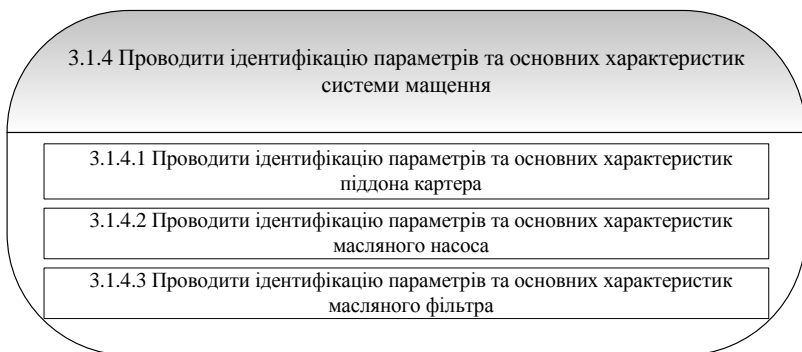 3.1.4 Проводити ідентифікацію параметрів та основних характеристик
системи мащення
3.1.4.1 Проводити ідентифікацію параметрів та основних характеристик
піддона картера
3.1.4.2 Проводити ідентифікацію параметрів та основних характеристик
масляного насоса
3.1.4.3 Проводити ідентифікацію параметрів та основних характеристик
масляного фільтра